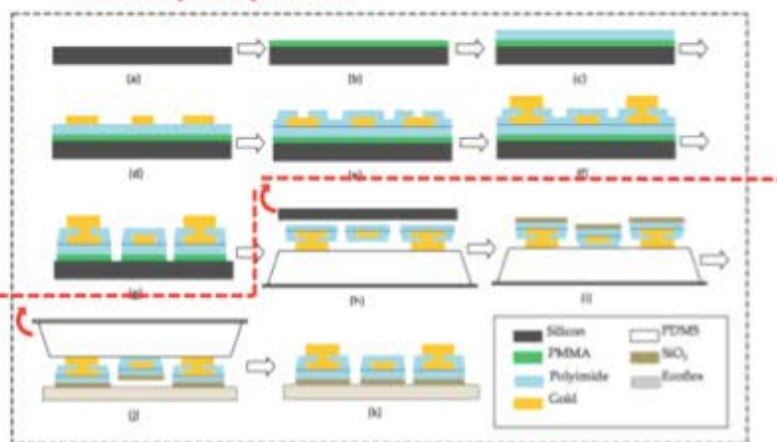 (a)
(b)
(c)
(d)
(e)
(f)
(g)
(h)
(i)
(j)
(k)
Silicon
PMMA
Polyimide
Gold
PDMS
SiO₂
Ecoflex